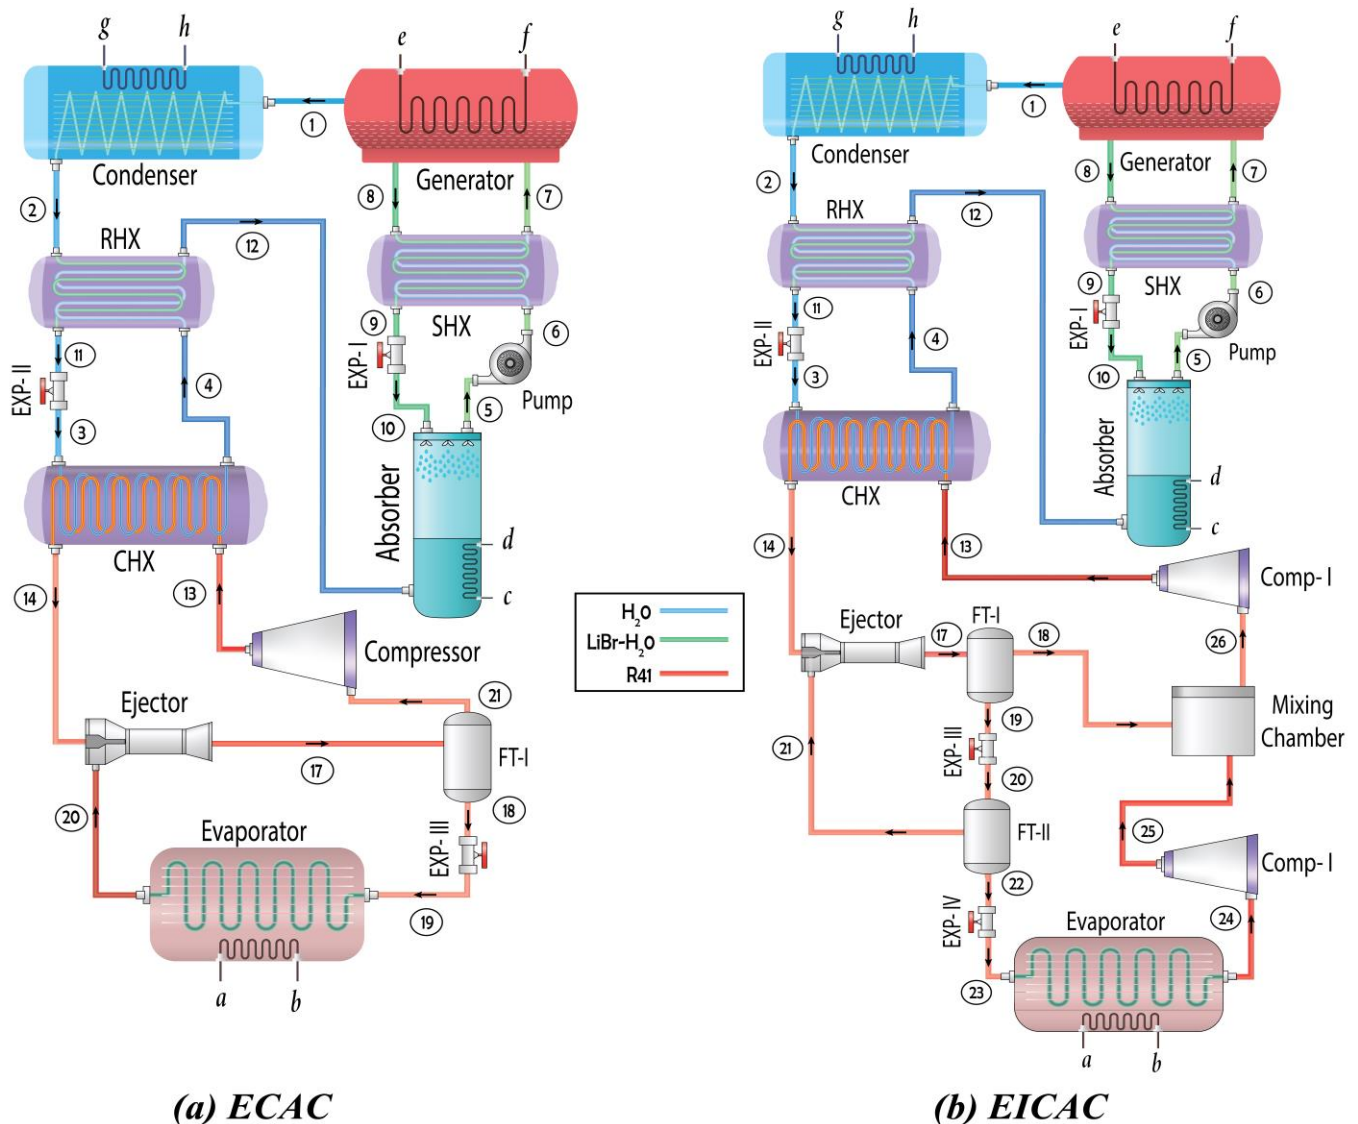 g
h
e
f
1
Condenser
Generator
2
8
7
RHX
12
9
SHX
6
11
EXP-II
EXP-I
4
Pump
3
10
5
Absorber
d
c
CHX
14
13
Compressor
21
Ejector
17
FT-I
20
18
Evaporator
EXP-III
19
a
b
(a) ECAC
H₂O
LiBr-H₂O
R41
g
h
e
f
1
Condenser
Generator
2
8
7
RHX
12
9
SHX
6
11
EXP-II
EXP-I
4
Pump
3
10
5
Absorber
d
c
CHX
14
13
Comp- I
Ejector
17
FT-I
18
26
19
Mixing
Chamber
21
EXP-III
20
FT-II
25
Comp- I
22
EXP-IV
24
Evaporator
23
a
b
(b) EICAC